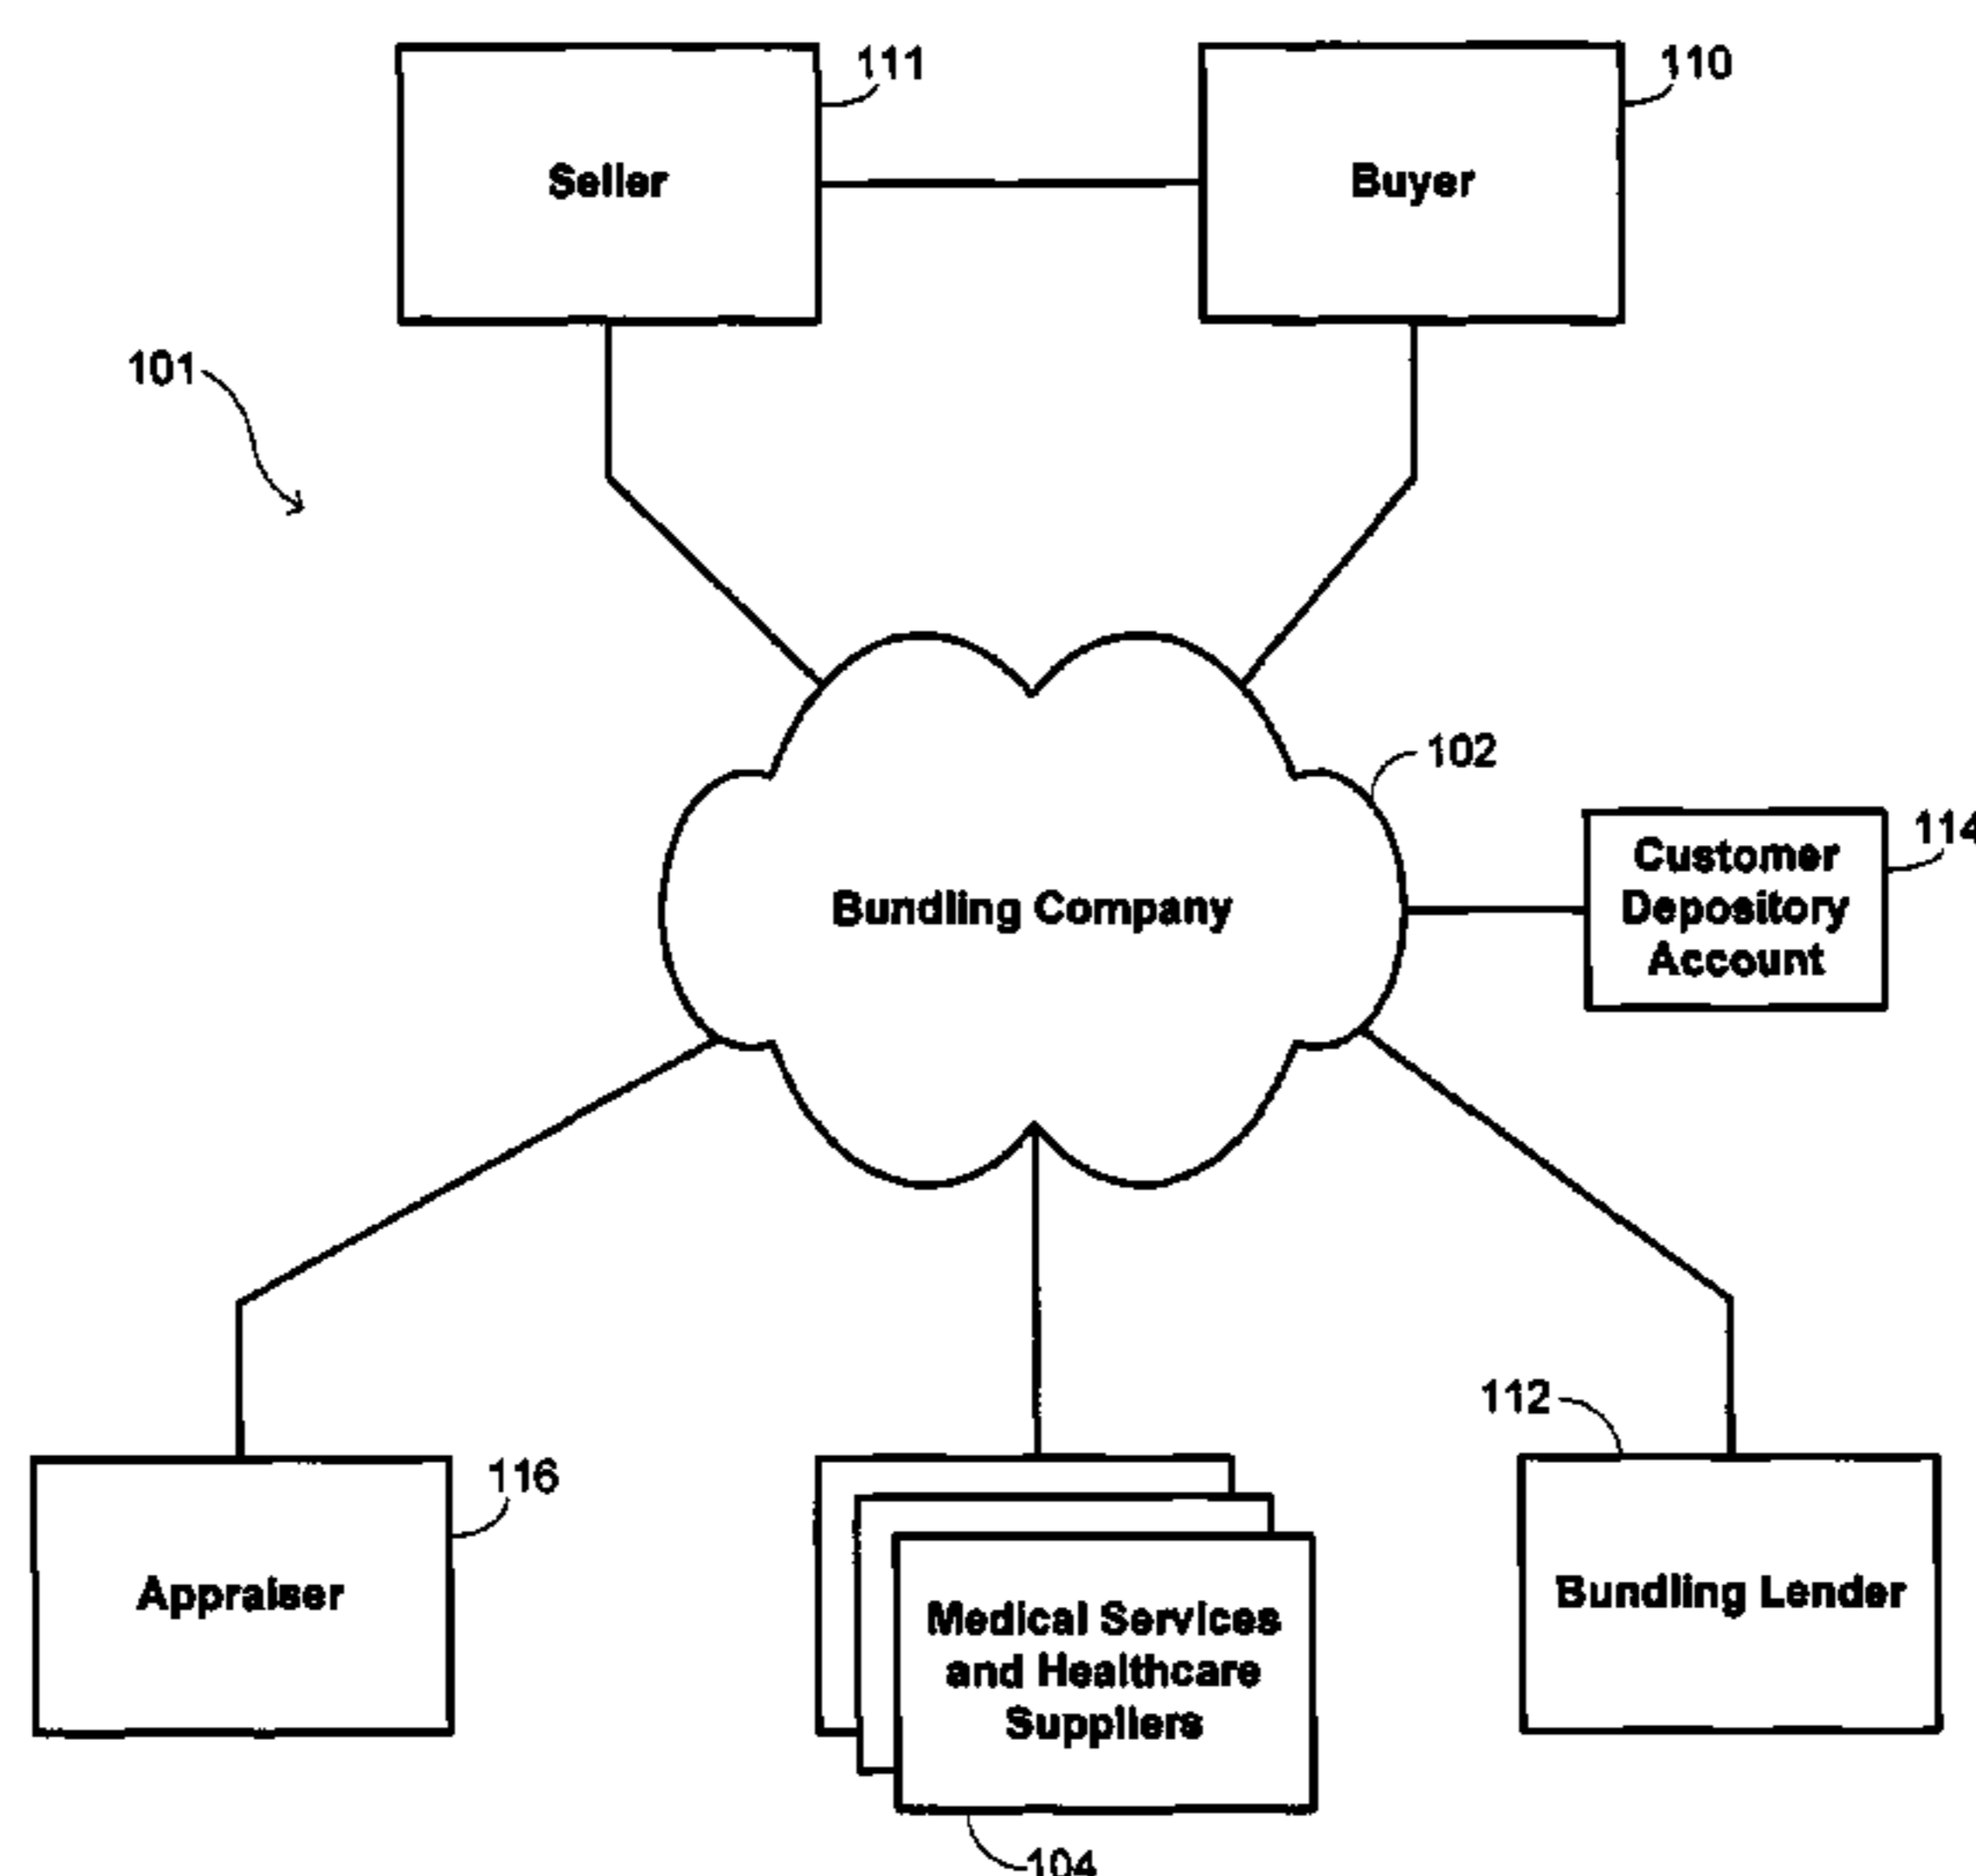 111
110
Seller
Buyer
101
102
114
Customer
Depository
Account
Bundling Company
112
116
Appraiser
Bundling Lender
Medical Services
and Healthcare
Suppliers
104